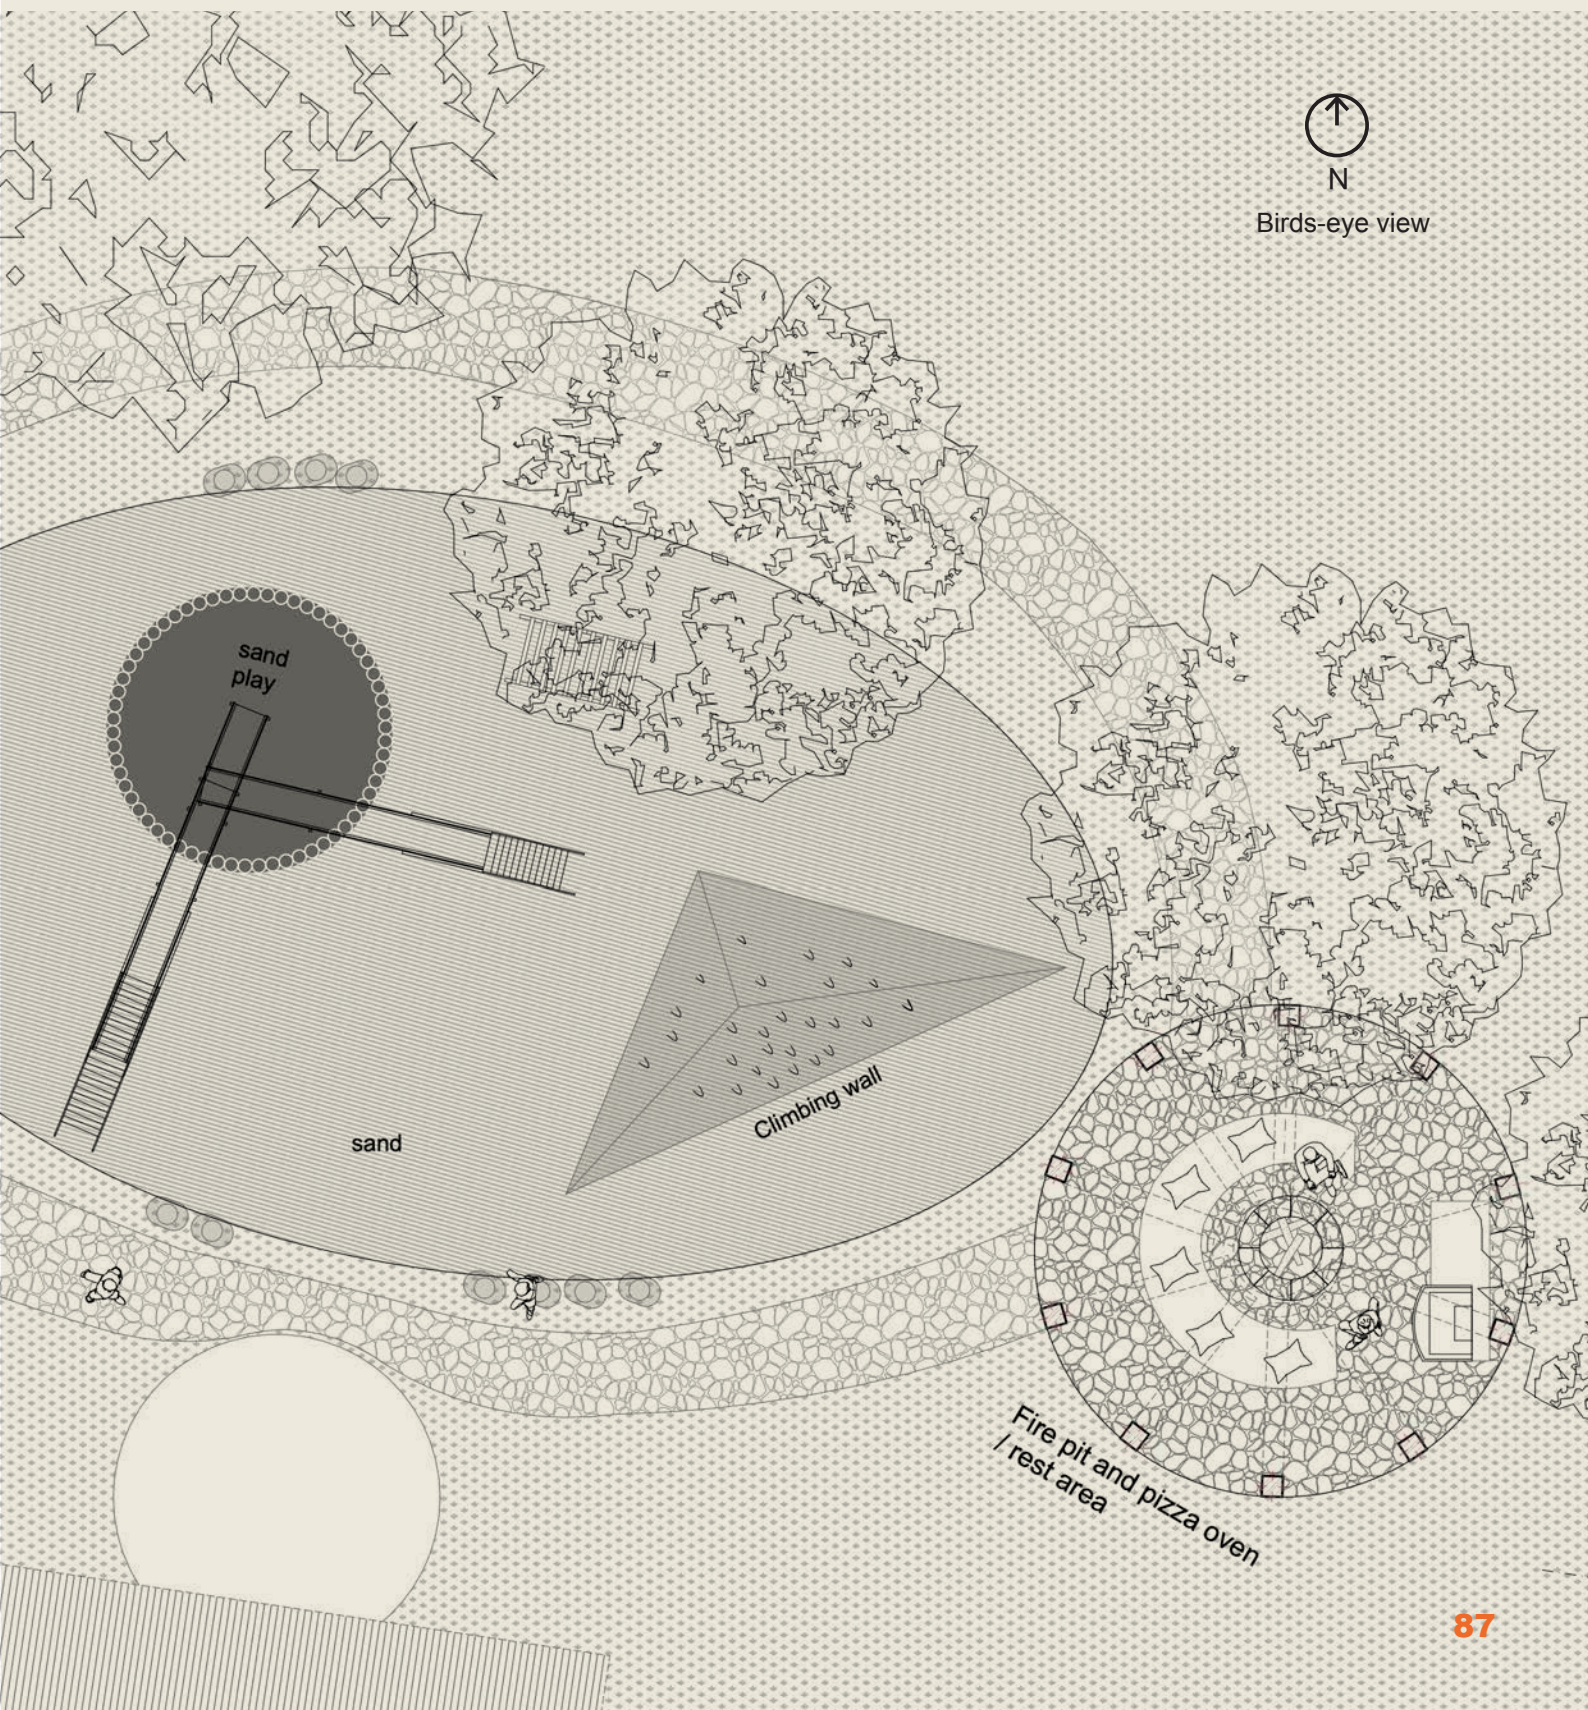 N
Birds-eye view
sand
play
Climbing wall
sand
Fire pit and pizza oven
/ rest area
87